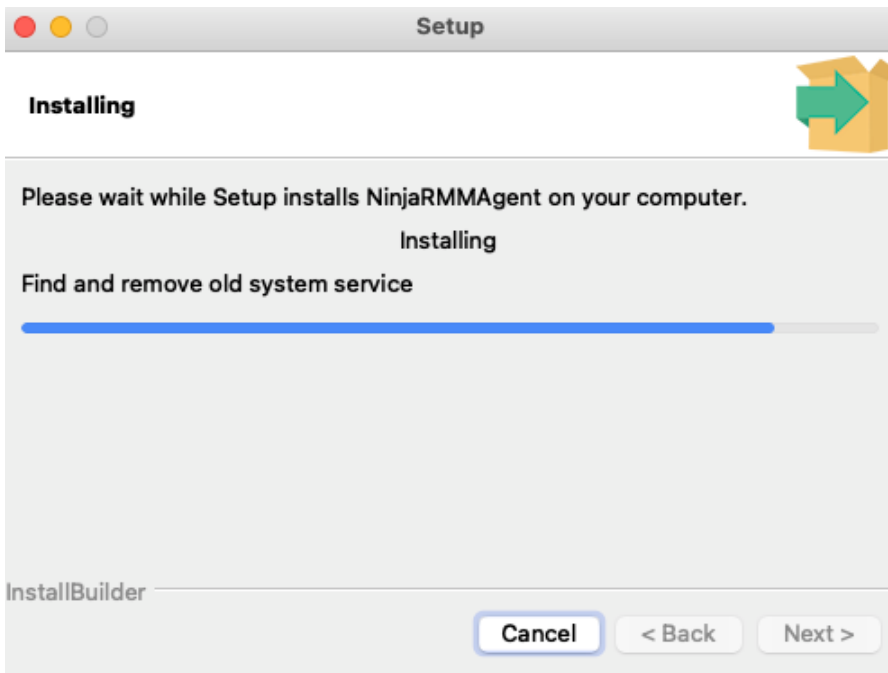 Setup
Installing
Please wait while Setup installs NinjaRMMAgent on your computer.
Installing
Find and remove old system service
InstallBuilder
Cancel
< Back
Next >